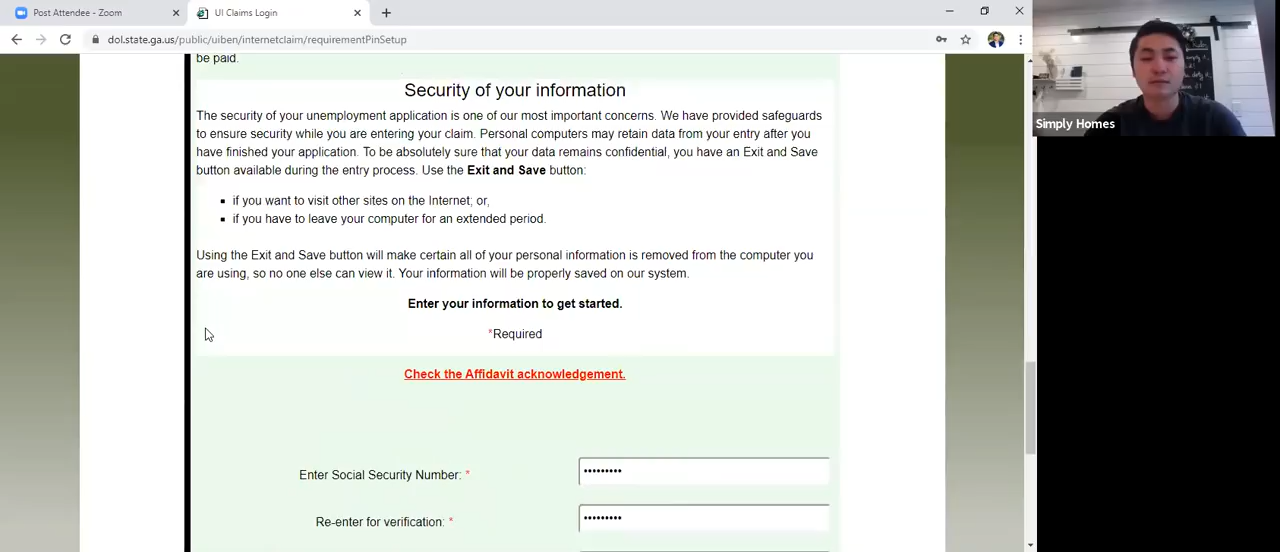 Post Attendee - Zoom
UI Claims Login
dol.state.ga.us/public/uiben/internetclaim/requirementPinSetup
be paid.
Security of your information
The security of your unemployment application is one of our most important concerns. We have provided safeguards
to ensure security while you are entering your claim. Personal computers may retain data from your entry after you
have finished your application. To be absolutely sure that your data remains confidential, you have an Exit and Save
button available during the entry process. Use the Exit and Save button:
if you want to visit other sites on the Internet; or,
if you have to leave your computer for an extended period.
Using the Exit and Save button will make certain all of your personal information is removed from the computer you
are using, so no one else can view it. Your information will be properly saved on our system.
Enter your information to get started.
*Required
Check the Affidavit acknowledgement.
Enter Social Security Number: *
•••••••••
Re-enter for verification: *
•••••••••
Simply Homes